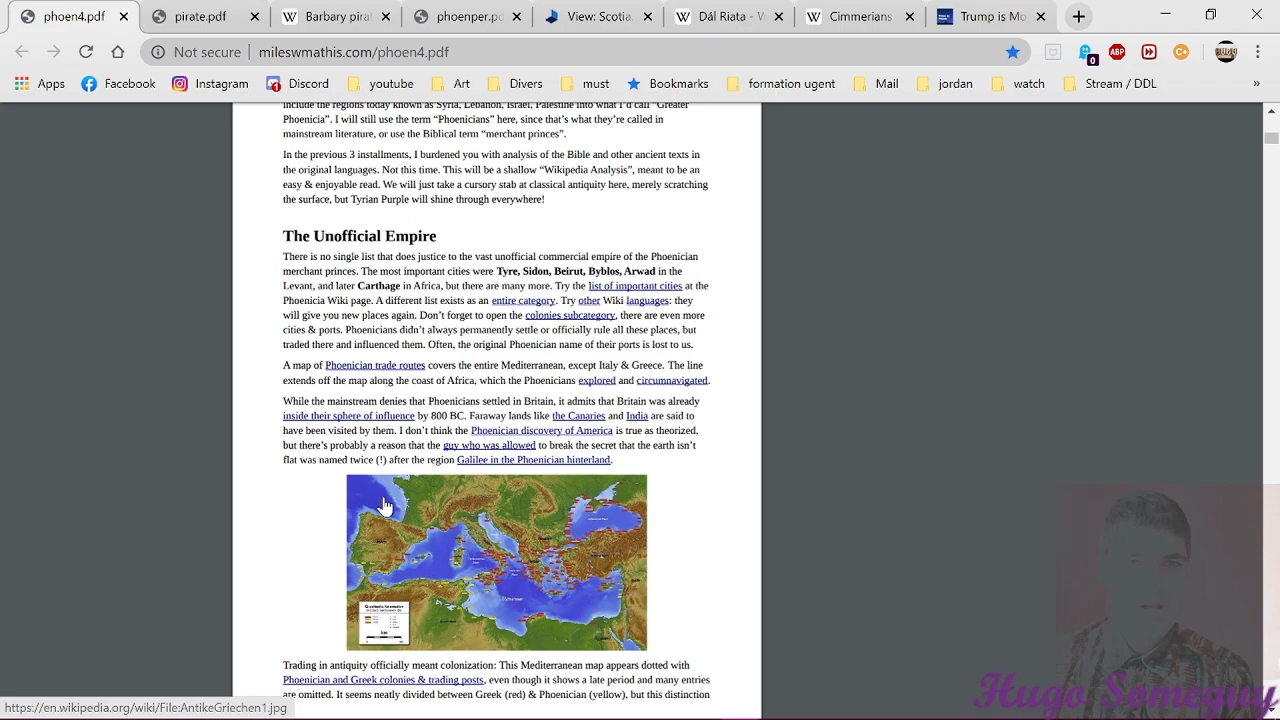 phoen4.pdf
pirate.pdf
Barbary pirat
phoenper.pd
View: Scotia
Dál Riata - W
Cimmerians
Trump is Mo
Not secure
mileswmathis.com/phoen4.pdf
0
ABP
Apps
Facebook
Instagram
1
Discord
youtube
Art
Divers
must
Bookmarks
formation ugent
Mail
jordan
watch
Stream / DDL
»
include the regions today known as Syria, Lebanon, Israel, Palestine into what I'd call "Greater
Phoenicia". I will still use the term "Phoenicians" here, since that's what they're called in
mainstream literature, or use the Biblical term "merchant princes".
In the previous 3 installments, I burdened you with analysis of the Bible and other ancient texts in
the original languages. Not this time. This will be a shallow "Wikipedia Analysis", meant to be an
easy & enjoyable read. We will just take a cursory stab at classical antiquity here, merely scratching
the surface, but Tyrian Purple will shine through everywhere!
The Unofficial Empire
There is no single list that does justice to the vast unofficial commercial empire of the Phoenician
merchant princes. The most important cities were Tyre, Sidon, Beirut, Byblos, Arwad in the
Levant, and later Carthage in Africa, but there are many more. Try the list of important cities at the
Phoenicia Wiki page. A different list exists as an entire category. Try other Wiki languages: they
will give you new places again. Don't forget to open the colonies subcategory, there are even more
cities & ports. Phoenicians didn't always permanently settle or officially rule all these places, but
traded there and influenced them. Often, the original Phoenician name of their ports is lost to us.
A map of Phoenician trade routes covers the entire Mediterranean, except Italy & Greece. The line
extends off the map along the coast of Africa, which the Phoenicians explored and circumnavigated.
While the mainstream denies that Phoenicians settled in Britain, it admits that Britain was already
inside their sphere of influence by 800 BC. Faraway lands like the Canaries and India are said to
have been visited by them. I don't think the Phoenician discovery of America is true as theorized,
but there's probably a reason that the guy who was allowed to break the secret that the earth isn't
flat was named twice (!) after the region Galilee in the Phoenician hinterland.
Trading in antiquity officially meant colonization: This Mediterranean map appears dotted with
Phoenician and Greek colonies & trading posts, even though it shows a late period and many entries
are omitted. It seems neatly divided between Greek (red) & Phoenician (yellow), but this distinction
https://en.wikipedia.org/wiki/File:AntikeGriechen1.jpg
Hugo Someguy